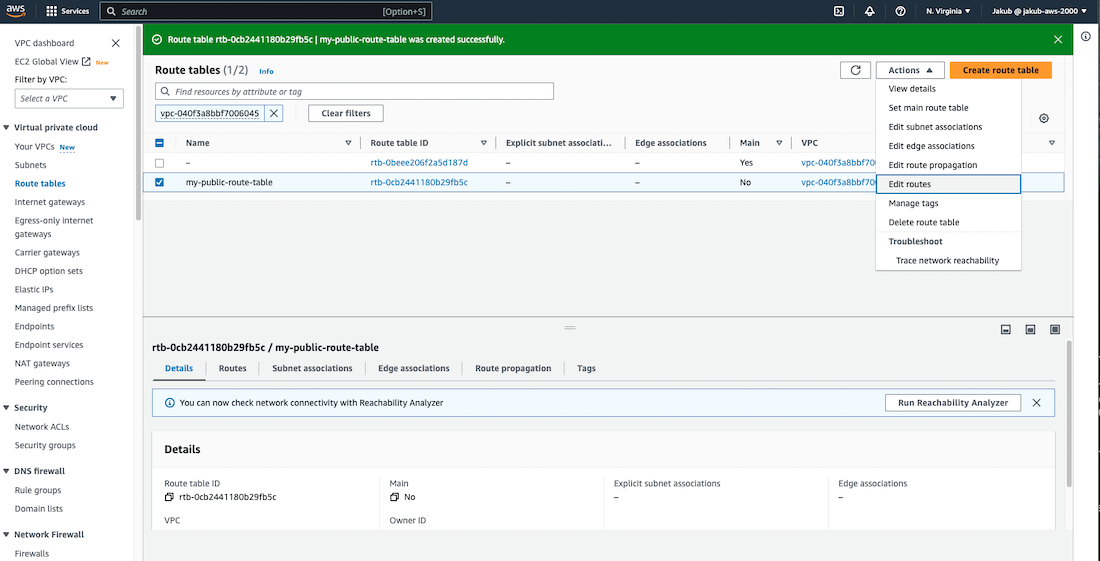 aws Services Search [Option+S] N. Virginia Jakub @ jakub-aws-2000
VPC dashboard
EC2 Global View New
Filter by VPC:
Select a VPC
Virtual private cloud
Your VPCs New
Subnets
Route tables
Internet gateways
Egress-only internet
gateways
Carrier gateways
DHCP option sets
Elastic IPs
Managed prefix lists
Endpoints
Endpoint services
NAT gateways
Peering connections
Security
Network ACLs
Security groups
DNS firewall
Rule groups
Domain lists
Network Firewall
Firewalls
Route table rtb-0cb2441180b29fb5c | my-public-route-table was created successfully.
Route tables (1/2) Info
Actions Create route table
Find resources by attribute or tag
vpc-040f3a8bbf7006045 Clear filters
Name Route table ID Explicit subnet associati... Edge associations Main VPC
– rtb-0beee206f2a5d187d – – Yes vpc-040f3a8bbf700
my-public-route-table rtb-0cb2441180b29fb5c – – No vpc-040f3a8bbf700
View details
Set main route table
Edit subnet associations
Edit edge associations
Edit route propagation
Edit routes
Manage tags
Delete route table
Troubleshoot
Trace network reachability
rtb-0cb2441180b29fb5c / my-public-route-table
Details Routes Subnet associations Edge associations Route propagation Tags
You can now check network connectivity with Reachability Analyzer Run Reachability Analyzer
Details
Route table ID Main Explicit subnet associations Edge associations
rtb-0cb2441180b29fb5c No – –
VPC Owner ID